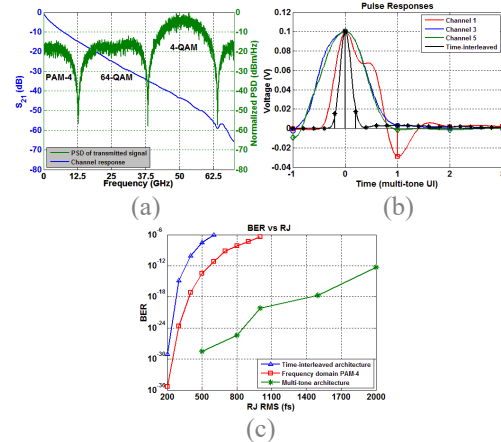 0
-10
-20
-30
-40
-50
-60
-70
-80
S21 (dB)
PAM-4
64-QAM
4-QAM
PSD of transmitted signal
Channel response
1
12.5
25
37.5
50
62.5
Frequency (GHz)
0
-20
-40
-60
-80
Normalized PSD (dBm/Hz)
(a)
Pulse Responses
Channel 1
Channel 3
Channel 5
Time-interleaved
0.12
0.1
0.08
0.06
0.04
0.02
0
-0.02
-0.04
Voltage (V)
-1
0
1
2
3
Time (multi-tone UI)
(b)
BER vs RJ
10-6
10-12
10-18
10-24
10-30
10-36
BER
Time-interleaved architecture
Frequency domain PAM-4
Multi-tone architecture
200
500
800
1100
1400
1700
2000
RJ RMS (fs)
(c)